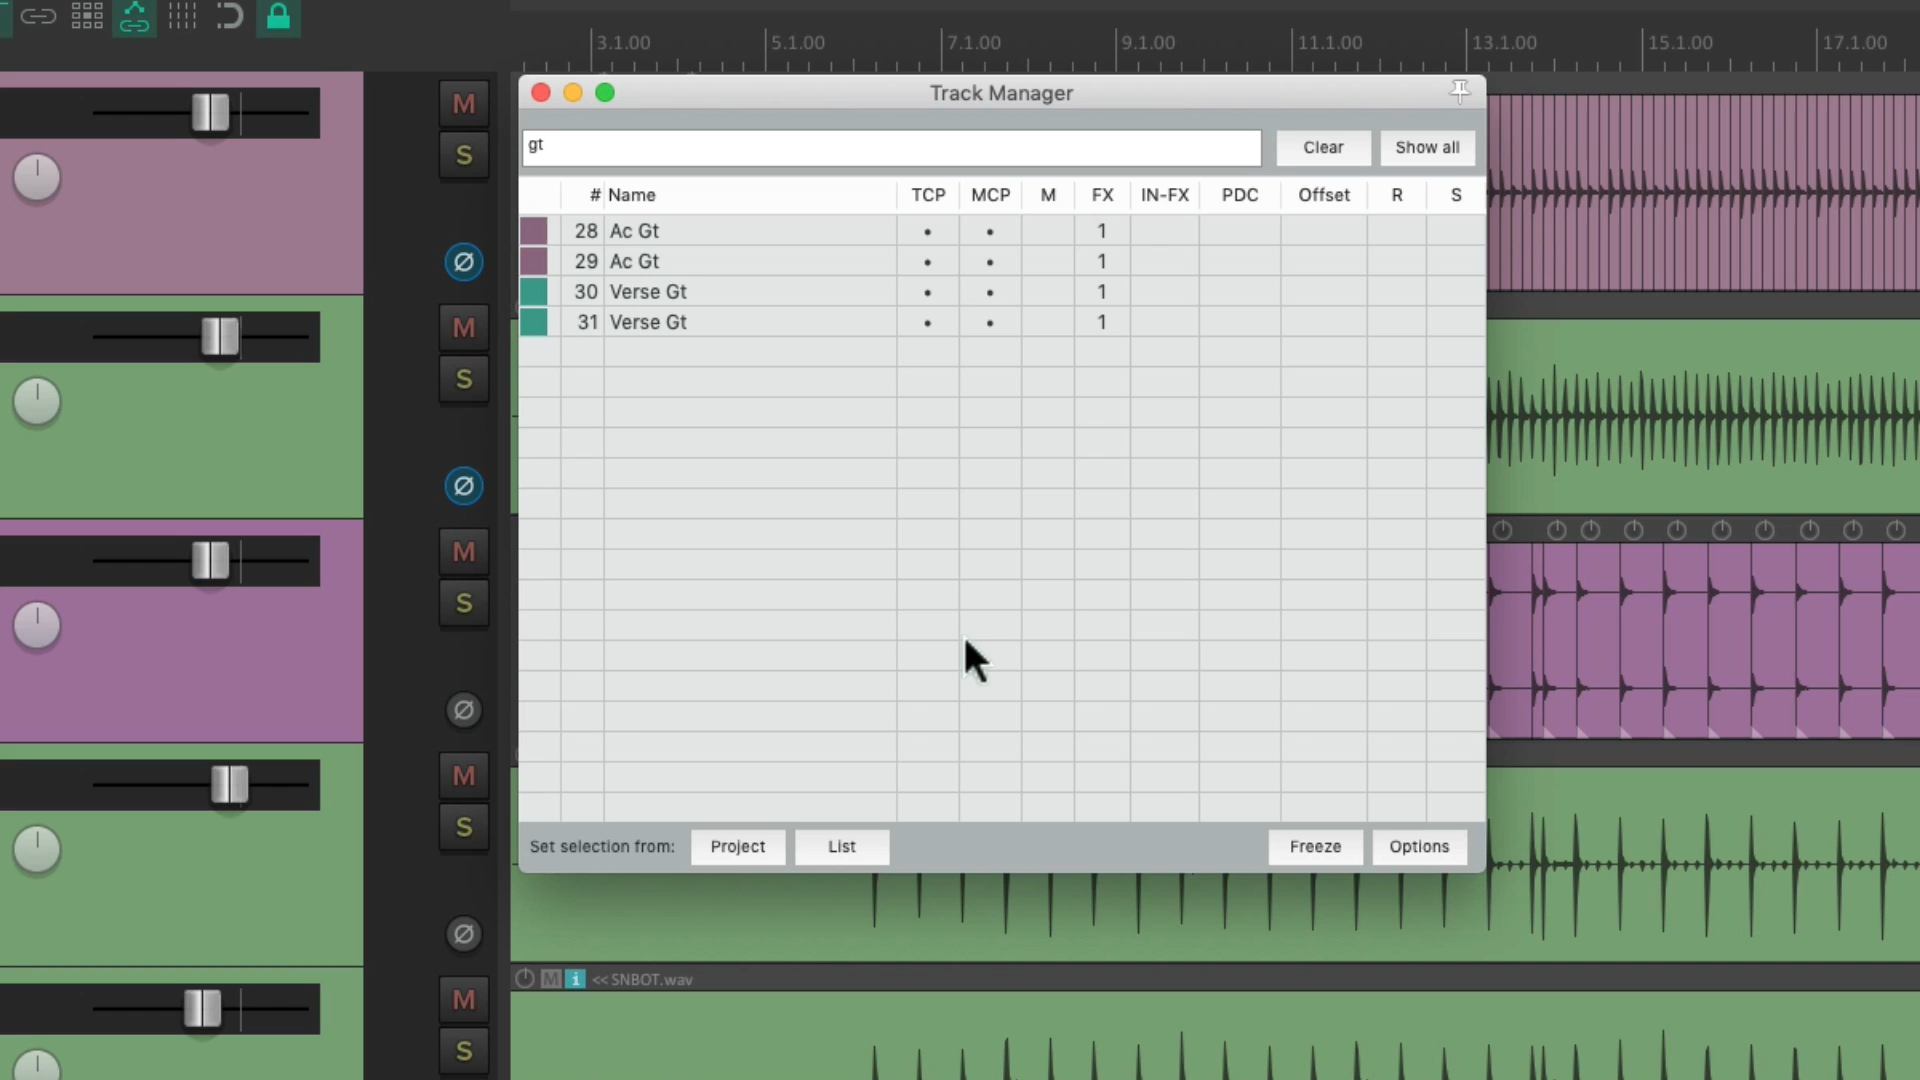 3.1.00 5.1.00 7.1.00 9.1.00 11.1.00 13.1.00 15.1.00 17.1.00
Track Manager
gt Clear Show all
# Name TCP MCP M FX IN-FX PDC Offset R S
28 Ac Gt • • 1
29 Ac Gt • • 1
30 Verse Gt • • 1
31 Verse Gt • • 1
Set selection from: Project List Freeze Options
M
S
Ø
M
S
Ø
M
S
Ø
M
S
Ø
M i << SNBOT.wav
M
S